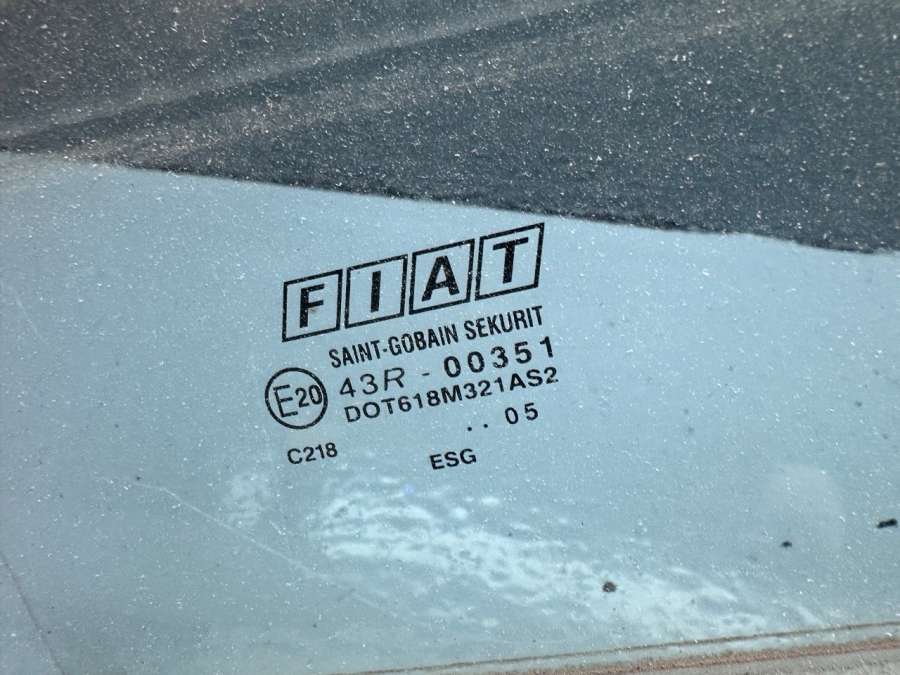 FIAT
SAINT-GOBAIN SEKURIT
E20 43R - 00351
DOT618M321AS2
.. 05
C218 ESG